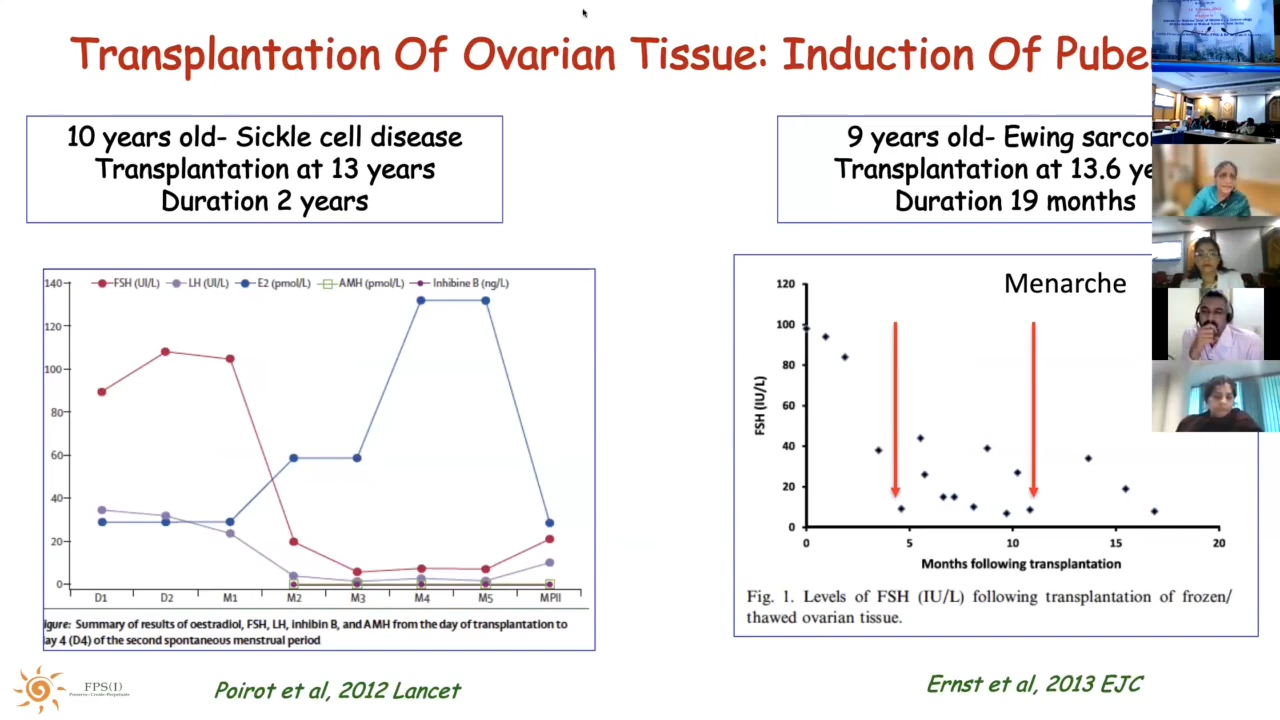 Transplantation Of Ovarian Tissue: Induction Of Pube
10 years old- Sickle cell disease
Transplantation at 13 years
Duration 2 years
9 years old- Ewing sarco
Transplantation at 13.6 ye
Duration 19 months
FSH (UI/L) LH (UI/L) E2 (pmol/L) AMH (pmol/L) Inhibine B (ng/L)
140
120
100
80
60
40
20
0
D1 D2 M1 M2 M3 M4 M5 MPII
igure: Summary of results of oestradiol, FSH, LH, inhibin B, and AMH from the day of transplantation to
ay 4 (D4) of the second spontaneous menstrual period
Menarche
120
100
80
60
40
20
0
FSH (IU/L)
0 5 10 15 20
Months following transplantation
Fig. 1. Levels of FSH (IU/L) following transplantation of frozen/
thawed ovarian tissue.
FPS(I)
Preserve-Create-Perpetuate
Poirot et al, 2012 Lancet
Ernst et al, 2013 EJC